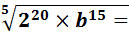 ⁵√2²⁰ × b¹⁵ =